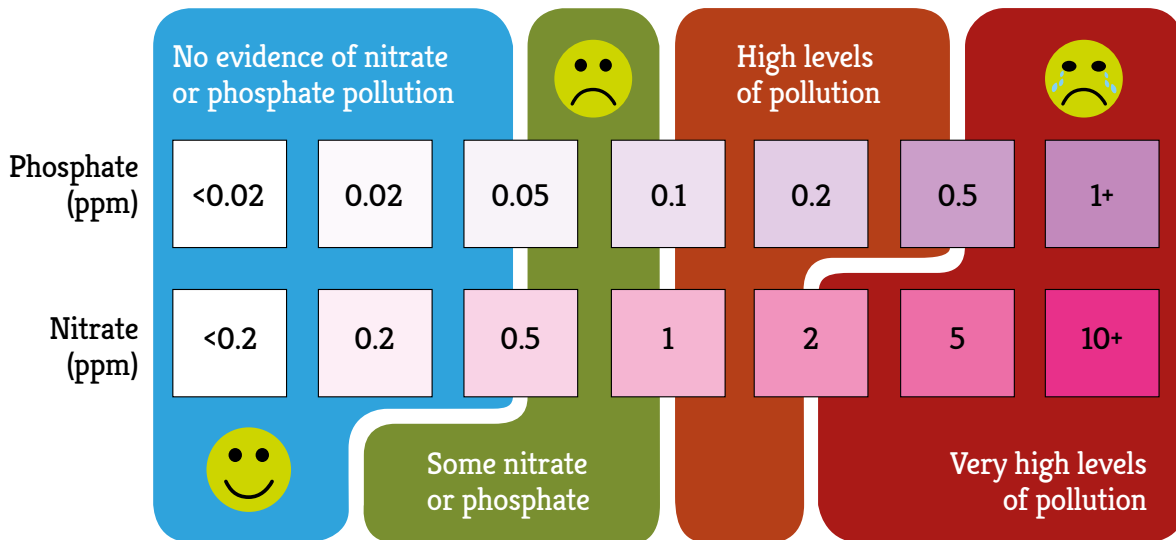 No evidence of nitrate
or phosphate pollution
High levels
of pollution
Phosphate
(ppm)
<0.02 0.02 0.05 0.1 0.2 0.5 1+
Nitrate
(ppm)
<0.2 0.2 0.5 1 2 5 10+
Some nitrate
or phosphate
Very high levels
of pollution